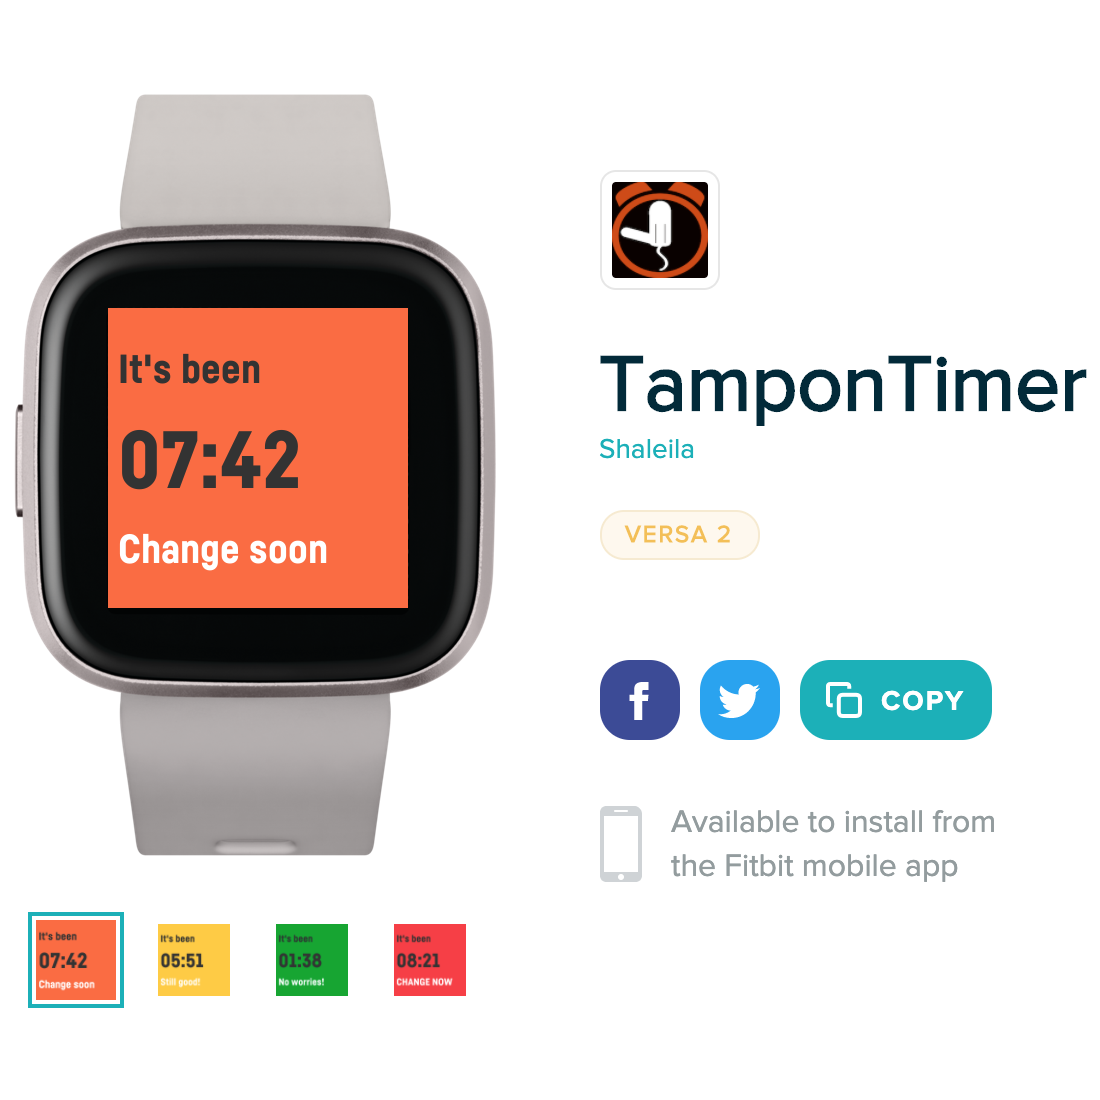 It's been
07:42
Change soon
TamponTimer
Shaleila
VERSA 2
f
COPY
Available to install from
the Fitbit mobile app
It's been
07:42
Change soon
It's been
05:51
Still good!
It's been
01:38
No worries!
It's been
08:21
CHANGE NOW